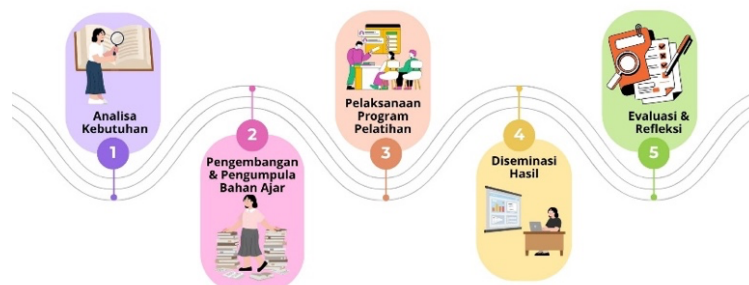 Analisa
Kebutuhan
1
2
Pengembangan
& Pengumpula
Bahan Ajar
Pelaksanaan
Program
Pelatihan
3
4
Diseminasi
Hasil
Evaluasi &
Refleksi
5